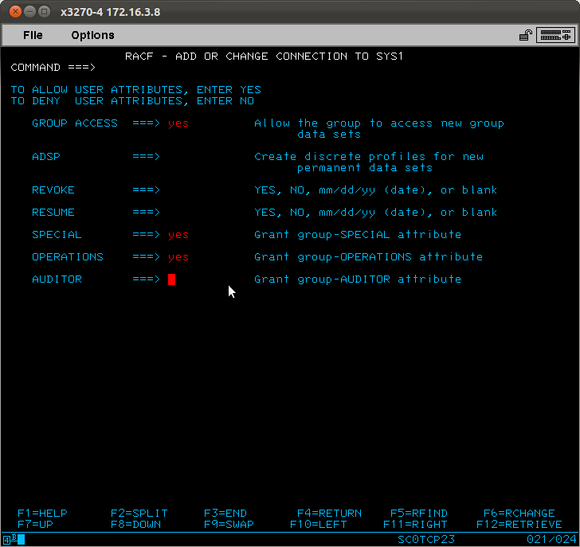 x3270-4 172.16.3.8
File Options
RACF - ADD OR CHANGE CONNECTION TO SYS1
COMMAND ===>
TO ALLOW USER ATTRIBUTES, ENTER YES
TO DENY  USER ATTRIBUTES, ENTER NO
GROUP ACCESS ===> yes Allow the group to access new group
data sets
ADSP ===> Create discrete profiles for new
permanent data sets
REVOKE ===> YES, NO, mm/dd/yy (date), or blank
RESUME ===> YES, NO, mm/dd/yy (date), or blank
SPECIAL ===> yes Grant group-SPECIAL attribute
OPERATIONS ===> yes Grant group-OPERATIONS attribute
AUDITOR ===> Grant group-AUDITOR attribute
F1=HELP F2=SPLIT F3=END F4=RETURN F5=RFIND F6=RCHANGE
F7=UP F8=DOWN F9=SWAP F10=LEFT F11=RIGHT F12=RETRIEVE
SC0TCP23 021/024